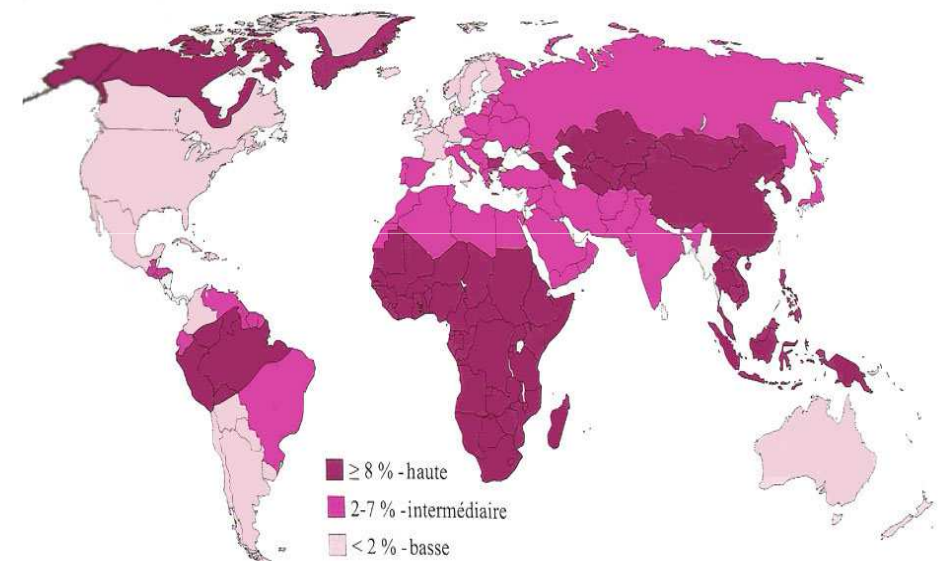 ≥ 8 % - haute
2-7 % - intermédiaire
< 2 % - basse